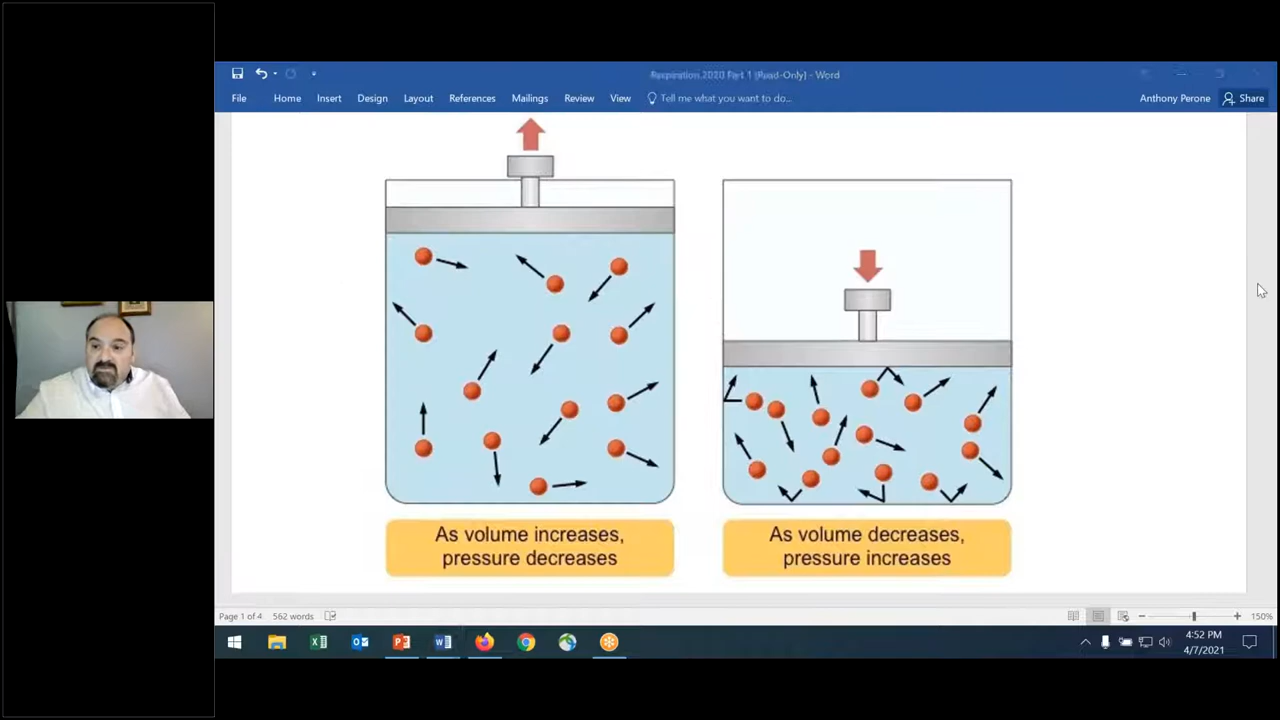 Respiration 2020 Part 1 [Read-Only] - Word
File Home Insert Design Layout References Mailings Review View Tell me what you want to do... Anthony Perone Share
As volume increases,
pressure decreases
As volume decreases,
pressure increases
Page 1 of 4 562 words 150%
4:52 PM
4/7/2021